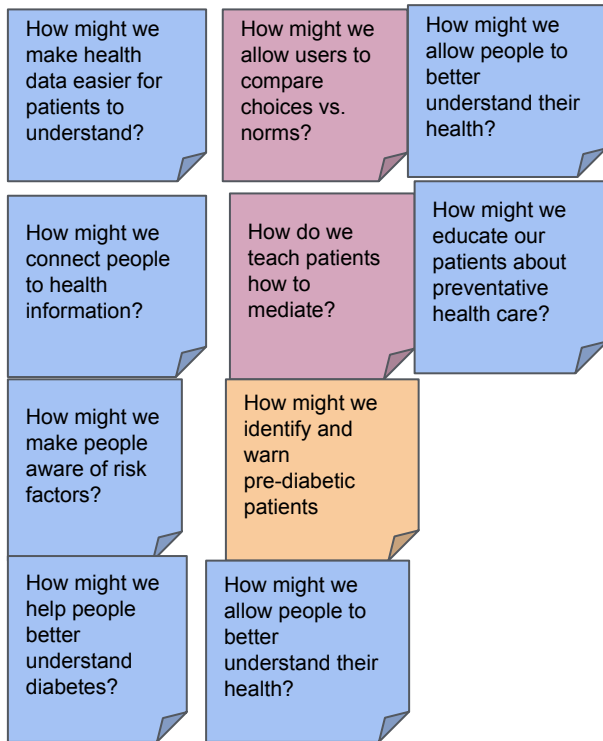 How might we
make health
data easier for
patients to
understand?
How might we
allow users to
compare
choices vs.
norms?
How might we
allow people to
better
understand their
health?
How might we
connect people
to health
information?
How do we
teach patients
how to
mediate?
How might we
educate our
patients about
preventative
health care?
How might we
make people
aware of risk
factors?
How might we
identify and
warn
pre-diabetic
patients
How might we
help people
better
understand
diabetes?
How might we
allow people to
better
understand their
health?